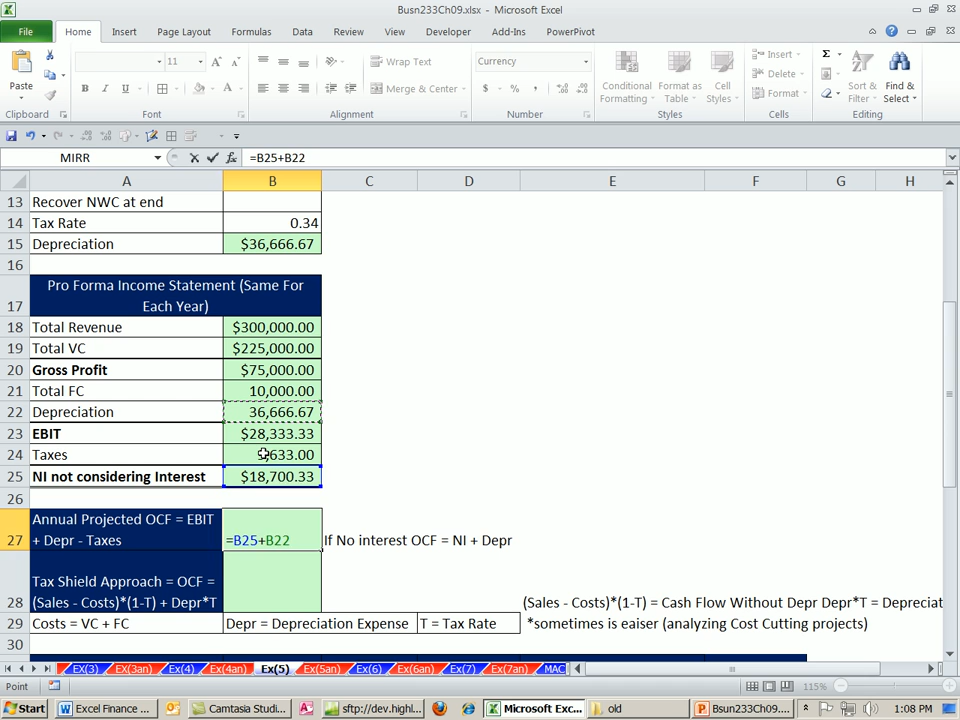 Busn233Ch09.xlsx - Microsoft Excel
File Home Insert Page Layout Formulas Data Review View Developer Add-Ins PowerPivot
Paste
11
Wrap Text
Currency
Merge & Center
Conditional Formatting
Format as Table
Cell Styles
Insert
Delete
Format
Sort & Filter
Find & Select
Clipboard Font Alignment Number Styles Cells Editing
MIRR =B25+B22
A B C D E F G H
13 Recover NWC at end
14 Tax Rate 0.34
15 Depreciation $36,666.67
16
17 Pro Forma Income Statement (Same For Each Year)
18 Total Revenue $300,000.00
19 Total VC $225,000.00
20 Gross Profit $75,000.00
21 Total FC 10,000.00
22 Depreciation 36,666.67
23 EBIT $28,333.33
24 Taxes ,633.00
25 NI not considering Interest $18,700.33
26
27 Annual Projected OCF = EBIT + Depr - Taxes =B25+B22 If No interest OCF = NI + Depr
28 Tax Shield Approach = OCF = (Sales - Costs)*(1-T) + Depr*T (Sales - Costs)*(1-T) = Cash Flow Without Depr Depr*T = Depreciat
29 Costs = VC + FC Depr = Depreciation Expense T = Tax Rate *sometimes is eaiser (analyzing Cost Cutting projects)
30
EX(3) EX(3an) EX(4) EX(4an) Ex(5) EX(5an) EX(6) EX(6an) EX(7) EX(7an) MAC
Point 115%
Start Excel Finance ... Camtasia Studi... sftp://dev.highl... Microsoft Exc... old Bsun233Ch09.... 1:08 PM